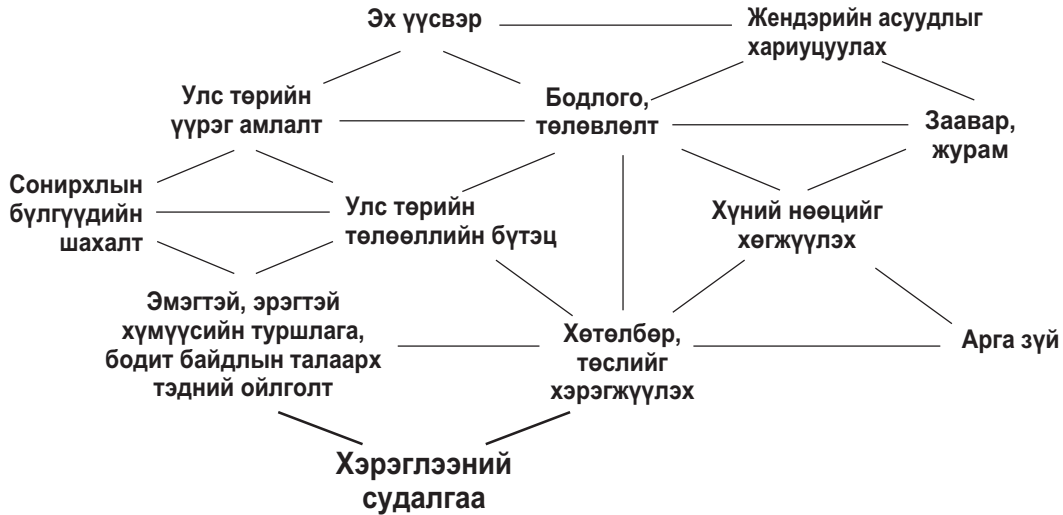 Эх үүсвэр
Жендэрийн асуудлыг
хариуцуулах
Улс төрийн
үүрэг амлалт
Бодлого,
төлөвлөлт
Заавар,
журам
Сонирхлын
бүлгүүдийн
шахалт
Улс төрийн
төлөөллийн бүтэц
Хүний нөөцийг
хөгжүүлэх
Эмэгтэй, эрэгтэй
хүмүүсийн туршлага,
бодит байдлын талаарх
тэдний ойлголт
Хөтөлбөр,
төслийг
хэрэгжүүлэх
Арга зүй
Хэрэглээний
судалгаа